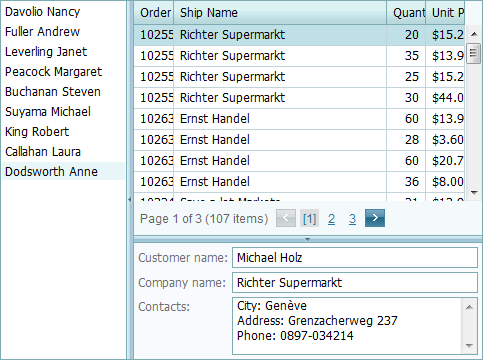 Davolio Nancy
Fuller Andrew
Leverling Janet
Peacock Margaret
Buchanan Steven
Suyama Michael
King Robert
Callahan Laura
Dodsworth Anne
Order Ship Name Quant Unit P
10255 Richter Supermarkt 20 $15.2
10255 Richter Supermarkt 35 $13.9
10255 Richter Supermarkt 25 $15.2
10255 Richter Supermarkt 30 $44.0
10263 Ernst Handel 60 $13.9
10263 Ernst Handel 28 $3.60
10263 Ernst Handel 60 $20.7
10263 Ernst Handel 36 $8.00
Page 1 of 3 (107 items) [1] 2 3
Customer name: Michael Holz
Company name: Richter Supermarkt
Contacts: City: Genève
Address: Grenzacherweg 237
Phone: 0897-034214